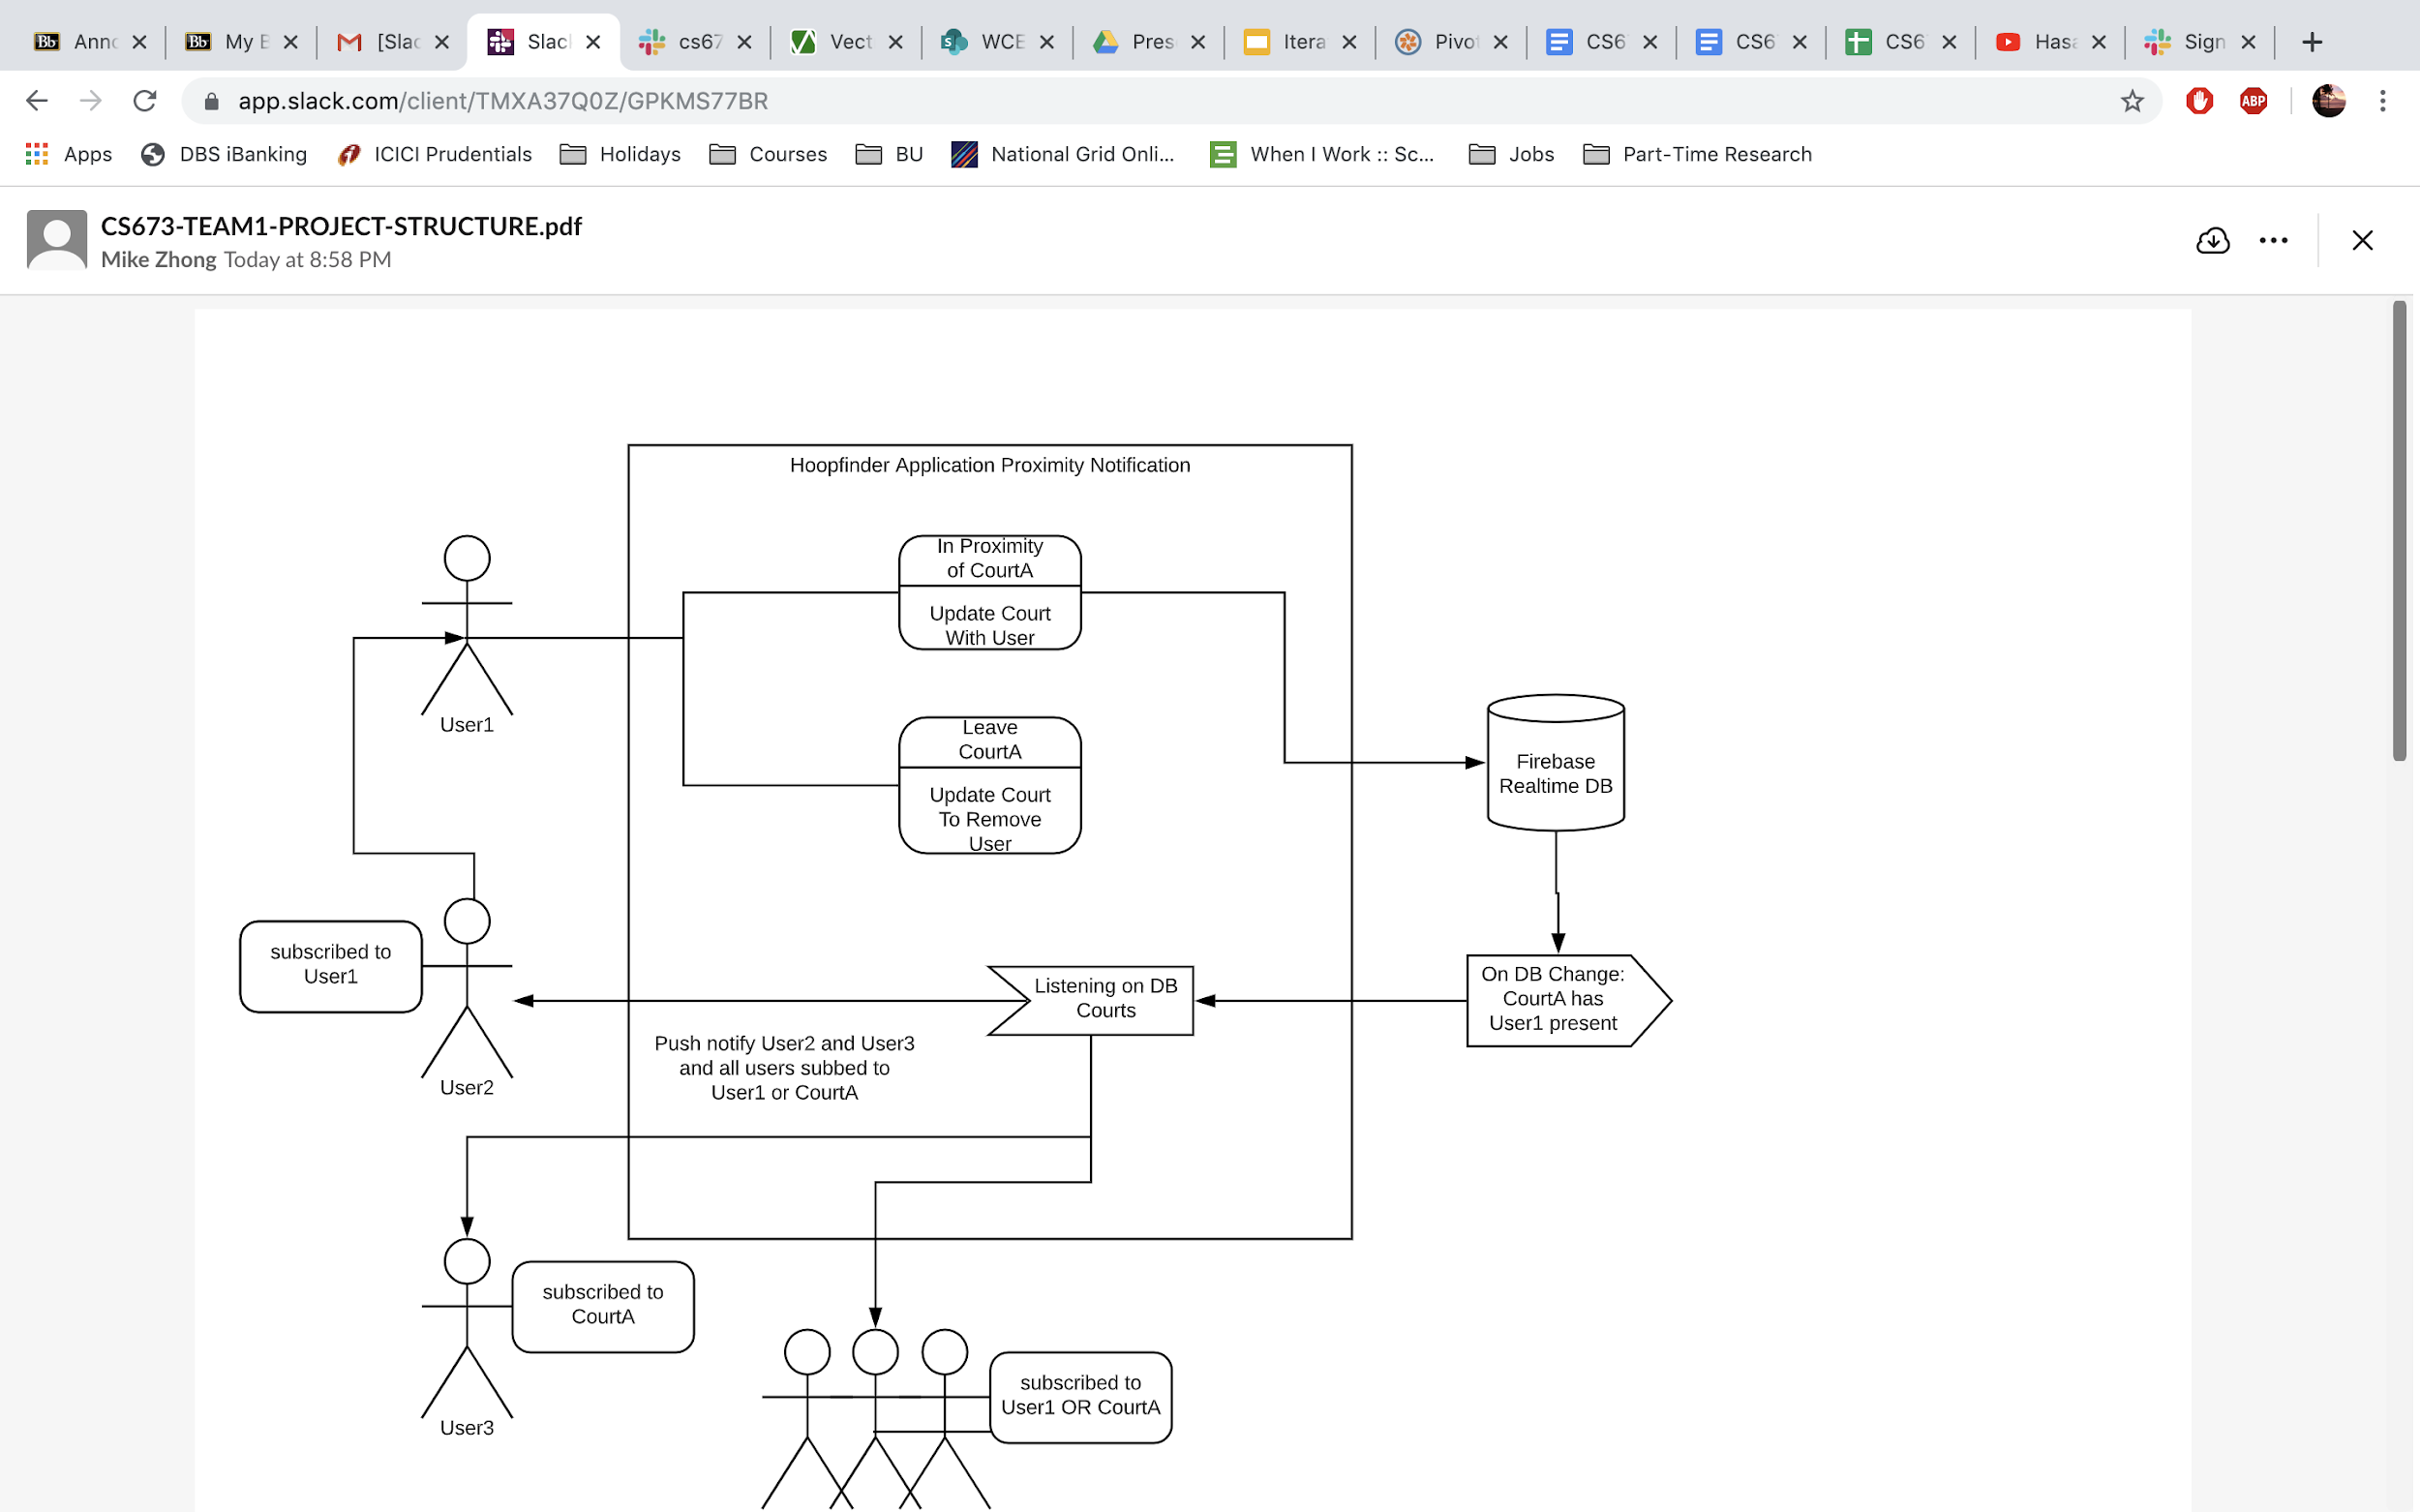 Bb Anno My B [Slac Slac cs67 Vect WCE Pres Itera Pivot CS6 CS6 CS6 Hasa Sign
app.slack.com/client/TMXA37Q0Z/GPKMS77BR
ABP
Apps DBS iBanking ICICI Prudentials Holidays Courses BU National Grid Onli... When I Work :: Sc... Jobs Part-Time Research
CS673-TEAM1-PROJECT-STRUCTURE.pdf
Mike Zhong Today at 8:58 PM
Hoopfinder Application Proximity Notification
In Proximity
of CourtA
Update Court
With User
User1
Leave
CourtA
Update Court
To Remove
User
Firebase
Realtime DB
subscribed to
User1
User2
Listening on DB
Courts
On DB Change:
CourtA has
User1 present
Push notify User2 and User3
and all users subbed to
User1 or CourtA
subscribed to
CourtA
User3
subscribed to
User1 OR CourtA